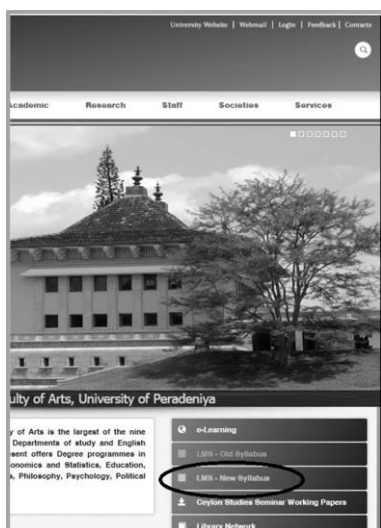 University Website | Webmail | Login | Feedback | Contacts
Academic Research Staff Societies Services
ulty of Arts, University of Peradeniya
e-Learning
LMS - Old Syllabus
LMS - New Syllabus
Ceylon Studies Seminar Working Papers
Library Network
y of Arts is the largest of the nine
Departments of study and English
sent offers Degree programmes in
onomics and Statistics, Education,
s, Philosophy, Psychology, Political